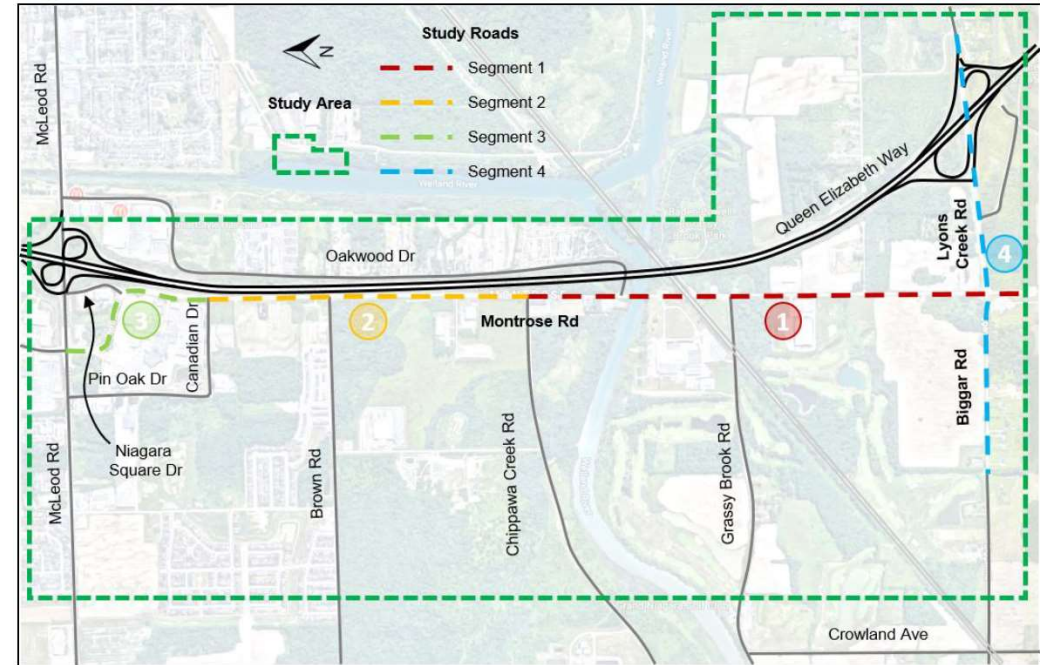 Study Roads
N
Segment 1
Study Area
Segment 2
Segment 3
Segment 4
McLeod Rd
Welland River
Queen Elizabeth Way
Oakwood Dr
Lyons
Creek Rd
4
3
2
1
Montrose Rd
Canadian Dr
Pin Oak Dr
Niagara
Square Dr
McLeod Rd
Brown Rd
Chippawa Creek Rd
Grassy Brook Rd
Biggar Rd
Crowland Ave